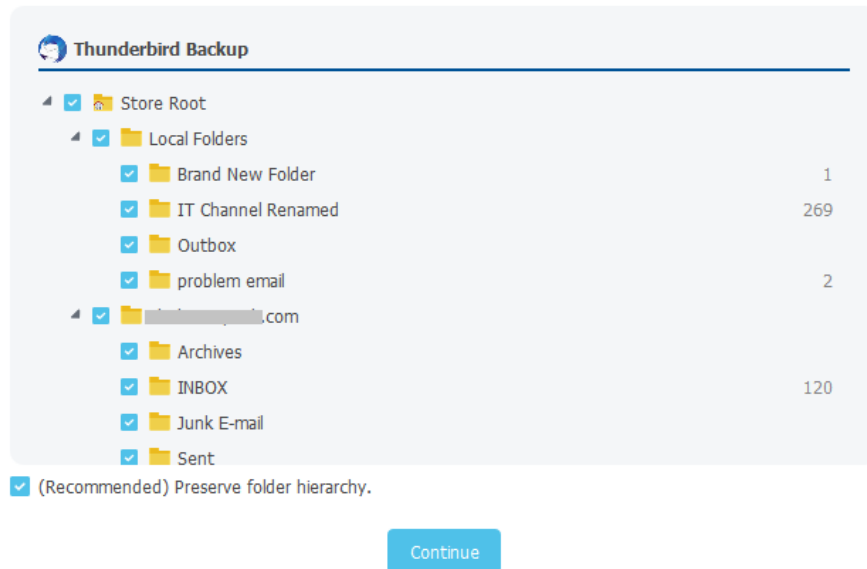 Thunderbird Backup
Store Root
Local Folders
Brand New Folder 1
IT Channel Renamed 269
Outbox
problem email 2
.com
Archives
INBOX 120
Junk E-mail
Sent
(Recommended) Preserve folder hierarchy.
Continue